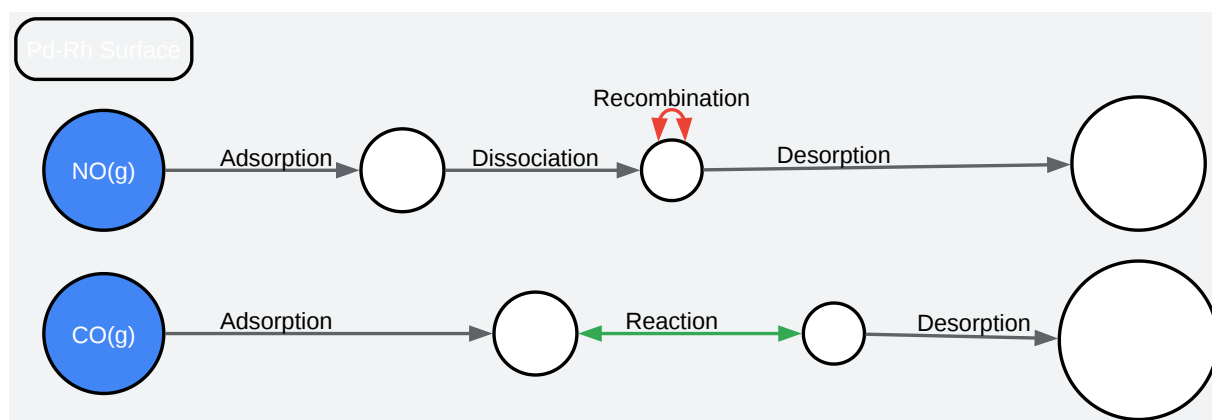 Pd-Rh Surface
Recombination
NO(g) Adsorption Dissociation Desorption
CO(g) Adsorption Reaction Desorption